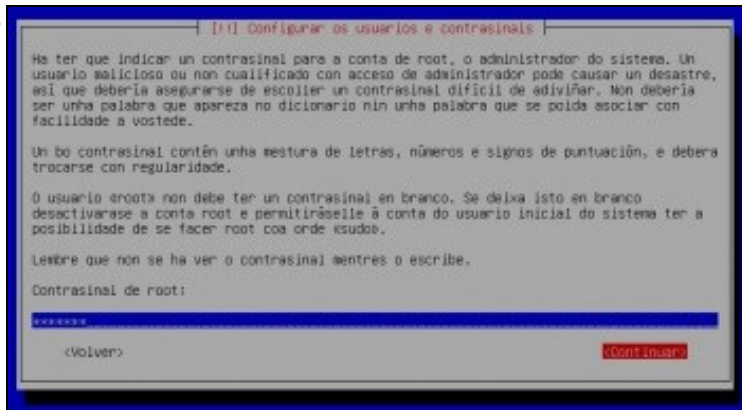 [!!] Configurar os usuarios e contrasinais
Ha ter que indicar un contrasinal para a conta de root, o administrador do sistema. Un
usuario malicioso ou non cualificado con acceso de administrador pode causar un desastre,
así que debería asegurarse de escoller un contrasinal difícil de adiviñar. Non debería
ser unha palabra que apareza no dicionario nin unha palabra que se poida asociar con
facilidade a vostede.
Un bo contrasinal contén unha mestura de letras, números e signos de puntuación, e debera
trocarse con regularidade.
O usuario «root» non debe ter un contrasinal en branco. Se deixa isto en branco
desactivarase a conta root e permitiráselle á conta do usuario inicial do sistema ter a
posibilidade de se facer root coa orde «sudo».
Lembre que non se ha ver o contrasinal mentres o escribe.
Contrasinal de root:
*******
<Volver> <Continuar>